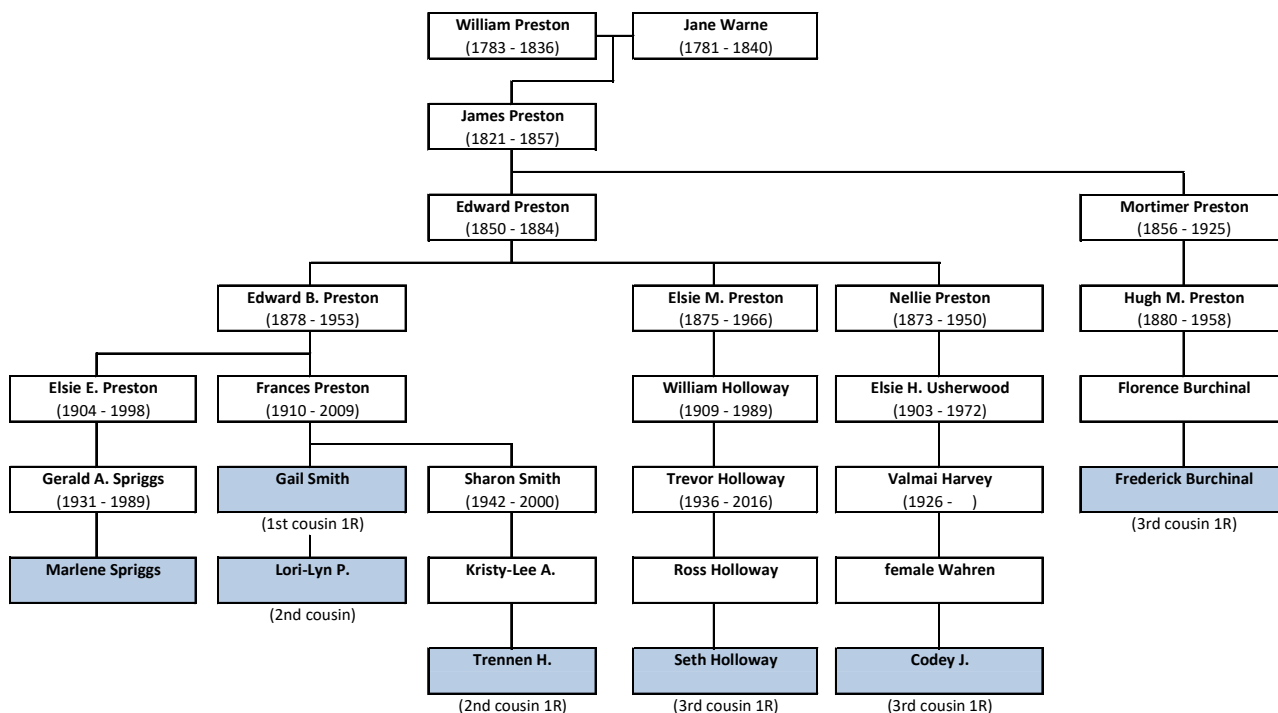 William Preston
(1783 - 1836)
Jane Warne
(1781 - 1840)
James Preston
(1821 - 1857)
Edward Preston
(1850 - 1884)
Mortimer Preston
(1856 - 1925)
Edward B. Preston
(1878 - 1953)
Elsie M. Preston
(1875 - 1966)
Nellie Preston
(1873 - 1950)
Hugh M. Preston
(1880 - 1958)
Elsie E. Preston
(1904 - 1998)
Frances Preston
(1910 - 2009)
William Holloway
(1909 - 1989)
Elsie H. Usherwood
(1903 - 1972)
Florence Burchinal
Gerald A. Spriggs
(1931 - 1989)
Gail Smith
(1st cousin 1R)
Sharon Smith
(1942 - 2000)
Trevor Holloway
(1936 - 2016)
Valmai Harvey
(1926 -     )
Frederick Burchinal
(3rd cousin 1R)
Marlene Spriggs
Lori-Lyn P.
(2nd cousin)
Kristy-Lee A.
Ross Holloway
female Wahren
Trennen H.
(2nd cousin 1R)
Seth Holloway
(3rd cousin 1R)
Codey J.
(3rd cousin 1R)